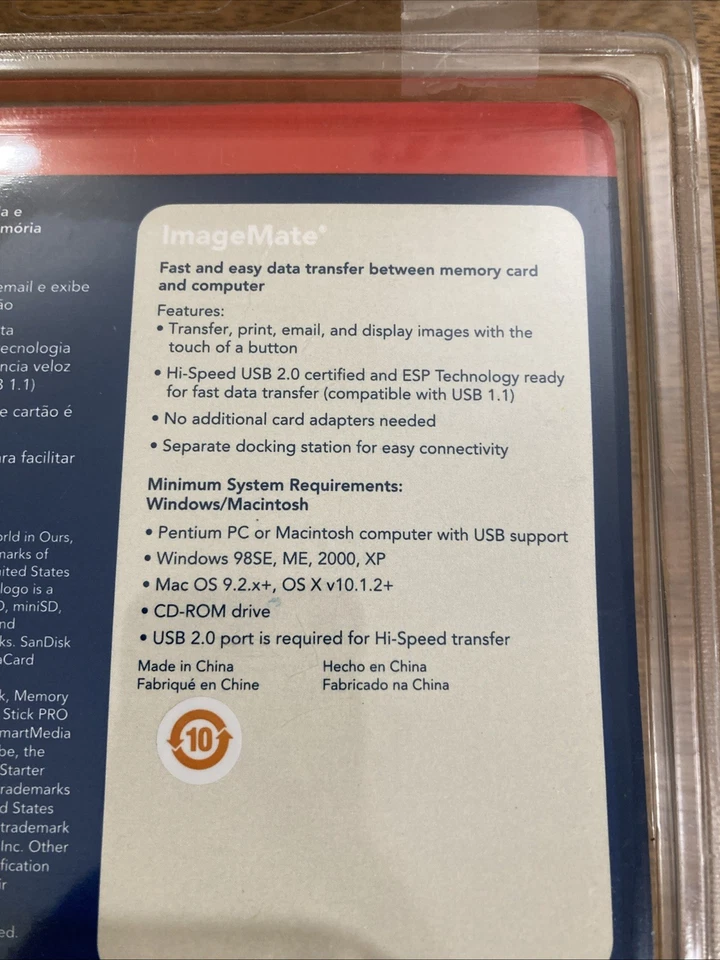 a e
mória
email e exibe
ão
ta
ecnologia
ncia veloz
B 1.1)
e cartão é
ra facilitar
orld in Ours,
marks of
ited States
logo is a
D, miniSD,
nd
ks. SanDisk
aCard
k, Memory
Stick PRO
martMedia
be, the
Starter
rademarks
d States
trademark
Inc. Other
fication
ir
ed.
ImageMate®
Fast and easy data transfer between memory card
and computer
Features:
• Transfer, print, email, and display images with the
touch of a button
• Hi-Speed USB 2.0 certified and ESP Technology ready
for fast data transfer (compatible with USB 1.1)
• No additional card adapters needed
• Separate docking station for easy connectivity
Minimum System Requirements:
Windows/Macintosh
• Pentium PC or Macintosh computer with USB support
• Windows 98SE, ME, 2000, XP
• Mac OS 9.2.x+, OS X v10.1.2+
• CD-ROM drive
• USB 2.0 port is required for Hi-Speed transfer
Made in China
Hecho en China
Fabriqué en Chine
Fabricado na China
10